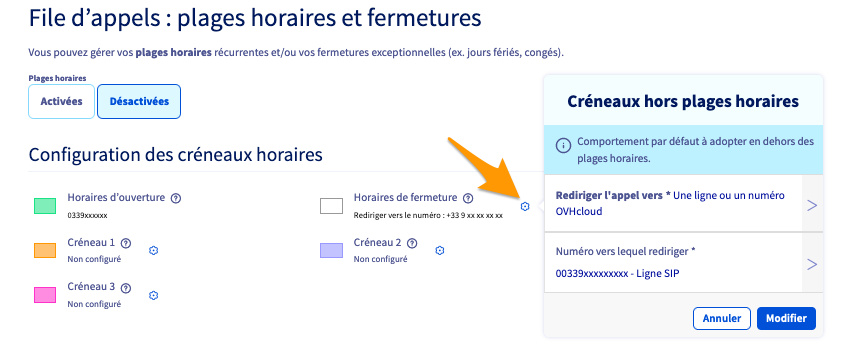 File d'appels : plages horaires et fermetures
Vous pouvez gérer vos plages horaires récurrentes et/ou vos fermetures exceptionnelles (ex. jours fériés, congés).
Plages horaires
Activées
Désactivées
Configuration des créneaux horaires
Horaires d'ouverture
0339xxxxxx
Horaires de fermeture
Rediriger vers le numéro : +33 9 xx xx xx xx
Créneau 1
Non configuré
Créneau 2
Non configuré
Créneau 3
Non configuré
Créneaux hors plages horaires
Comportement par défaut à adopter en dehors des
plages horaires.
Rediriger l'appel vers * Une ligne ou un numéro
OVHcloud
Numéro vers lequel rediriger *
00339xxxxxxxxx - Ligne SIP
Annuler
Modifier